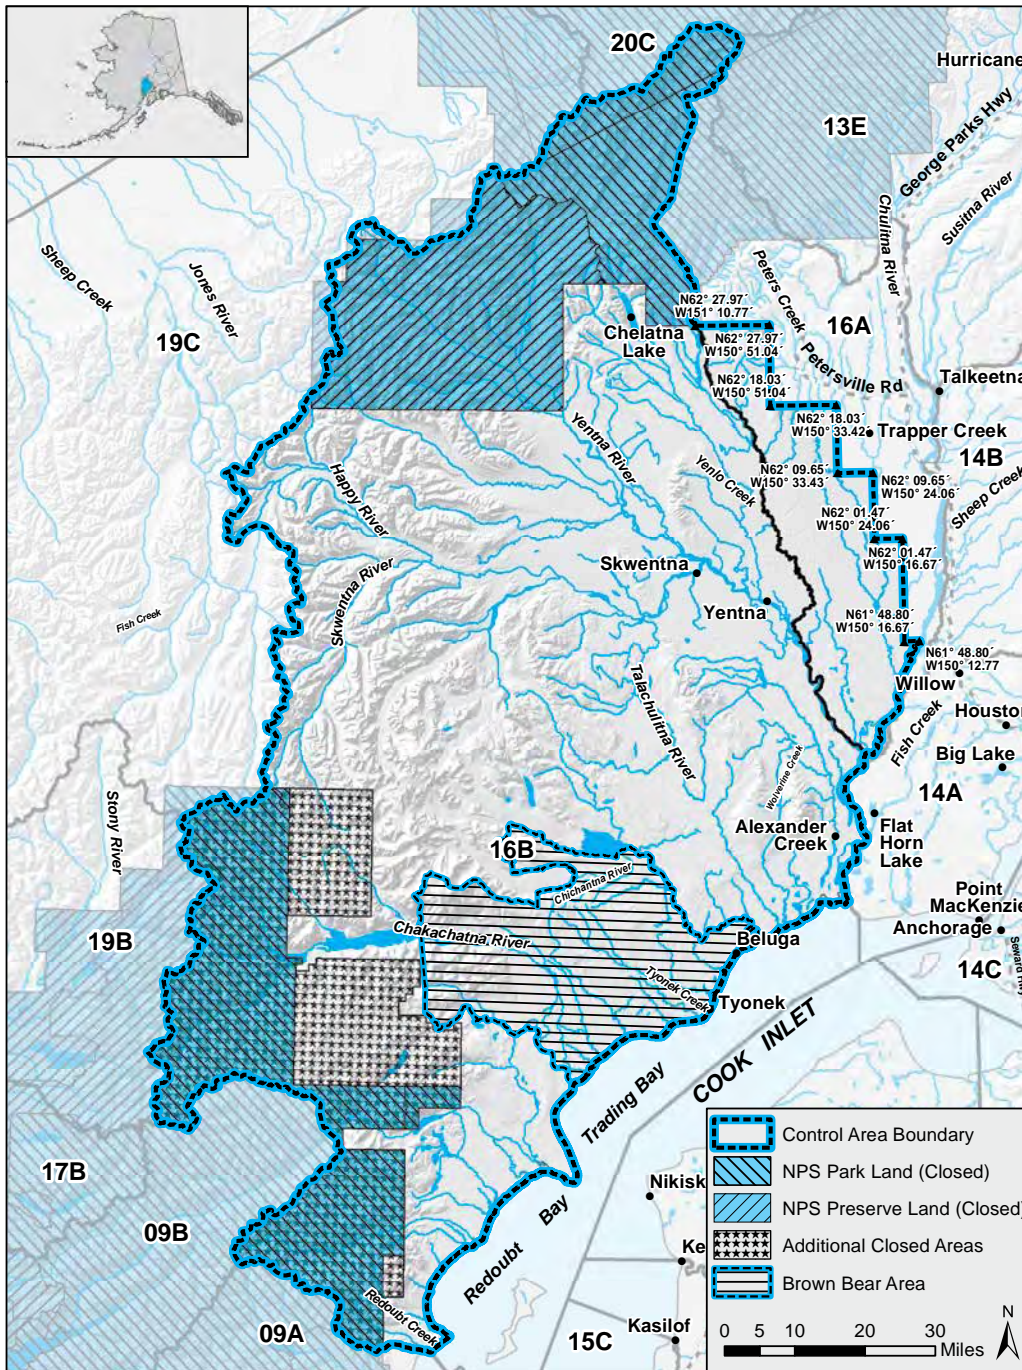 20C
Hurricane
George Parks Hwy
13E
Susitna River
Chulitna River
Sheep Creek
Jones River
Peters Creek
N62° 27.97´
W151° 10.77´
16A
19C
Chelatna
Lake
N62° 27.97´
W150° 51.04´
Petersville Rd
N62° 18.03´
W150° 51.04´
Talkeetna
N62° 18.03´
W150° 33.42´
Trapper Creek
Yentna River
14B
Yenlo Creek
N62° 09.65´
W150° 33.43´
N62° 09.65´
W150° 24.06´
Sheep Creek
Happy River
N62° 01.47´
W150° 24.06´
N62° 01.47´
W150° 16.67´
Skwentna
Skwentna River
Yentna
Fish Creek
N61° 48.80´
W150° 16.67´
N61° 48.80´
W150° 12.77
Willow
Talachulitna River
Houston
Fish Creek
Big Lake
Wolverine Creek
14A
Stony River
Alexander
Creek
Flat
Horn
Lake
16B
Chichantna River
Point
MacKenzie
Anchorage
19B
Chakachatna River
Beluga
14C
Seward Hwy
Tyonek Creek
Tyonek
COOK INLET
Trading Bay
17B
09B
Nikisk
Redoubt Bay
Ke
Redoubt Creek
09A
15C
Kasilof
Control Area Boundary
NPS Park Land (Closed)
NPS Preserve Land (Closed)
Additional Closed Areas
Brown Bear Area
N
0 5 10 20 30
Miles